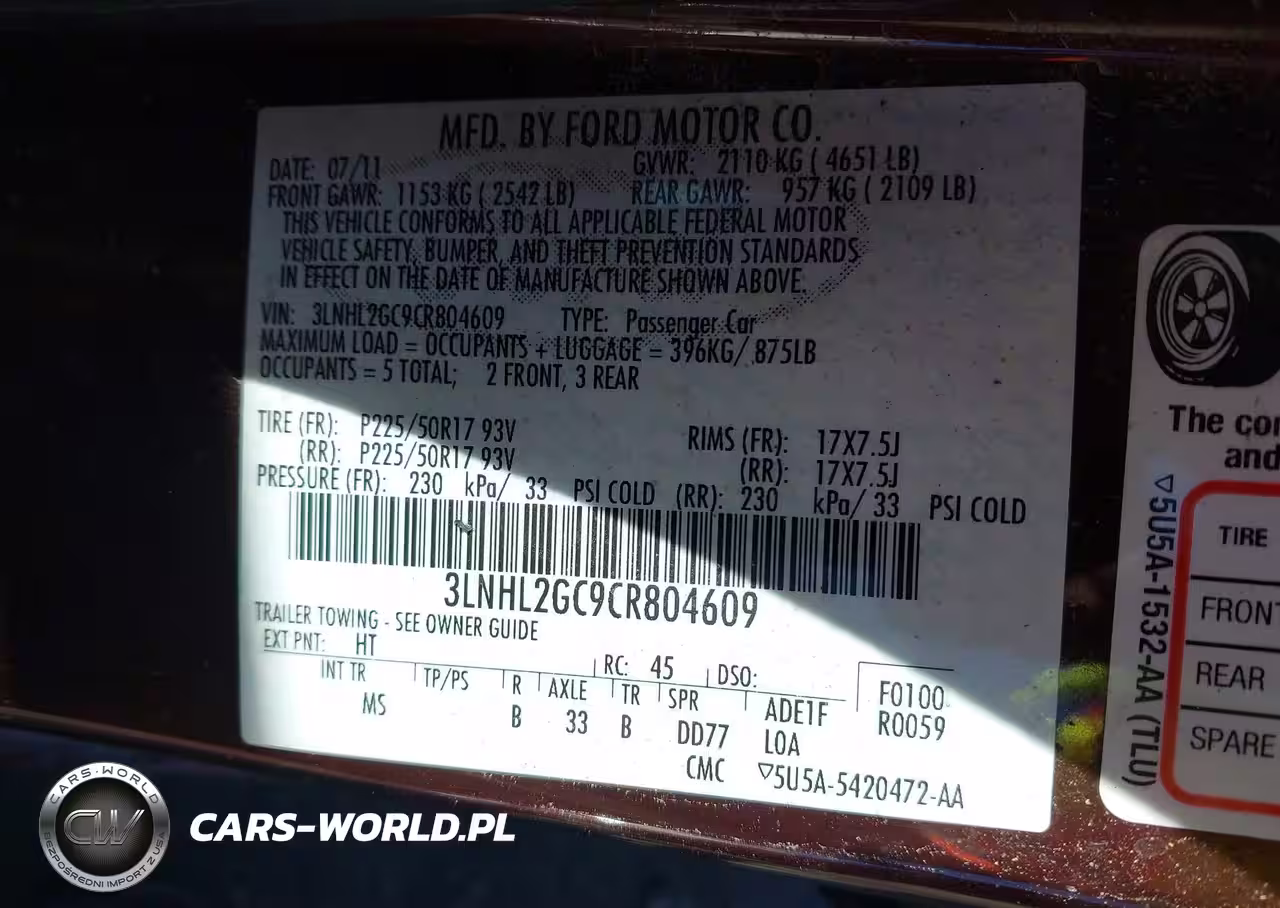 MFD. BY FORD MOTOR CO.
DATE: 07/11 GVWR: 2110 KG ( 4651 LB)
FRONT GAWR: 1153 KG ( 2542 LB) REAR GAWR: 957 KG ( 2109 LB)
THIS VEHICLE CONFORMS TO ALL APPLICABLE FEDERAL MOTOR
VEHICLE SAFETY, BUMPER, AND THEFT PREVENTION STANDARDS
IN EFFECT ON THE DATE OF MANUFACTURE SHOWN ABOVE.
VIN: 3LNHL2GC9CR804609 TYPE: Passenger Car
MAXIMUM LOAD = OCCUPANTS + LUGGAGE = 396KG/ 875LB
OCCUPANTS = 5 TOTAL; 2 FRONT, 3 REAR
TIRE (FR): P225/50R17 93V RIMS (FR): 17X7.5J
(RR): P225/50R17 93V (RR): 17X7.5J
PRESSURE (FR): 230 kPa/ 33 PSI COLD (RR): 230 kPa/ 33 PSI COLD
3LNHL2GC9CR804609
TRAILER TOWING - SEE OWNER GUIDE
EXT PNT: HT RC: 45 DSO:
INT TR TP/PS R AXLE TR SPR ADE1F F0100
MS B 33 B DD77 LOA R0059
CMC ▽5U5A-5420472-AA
The con
and
▽5U5A-1532-AA (TLU)
TIRE
FRONT
REAR
SPARE
CARS-WORLD
CW
BEZPOŚREDNI IMPORT Z USA
CARS-WORLD.PL